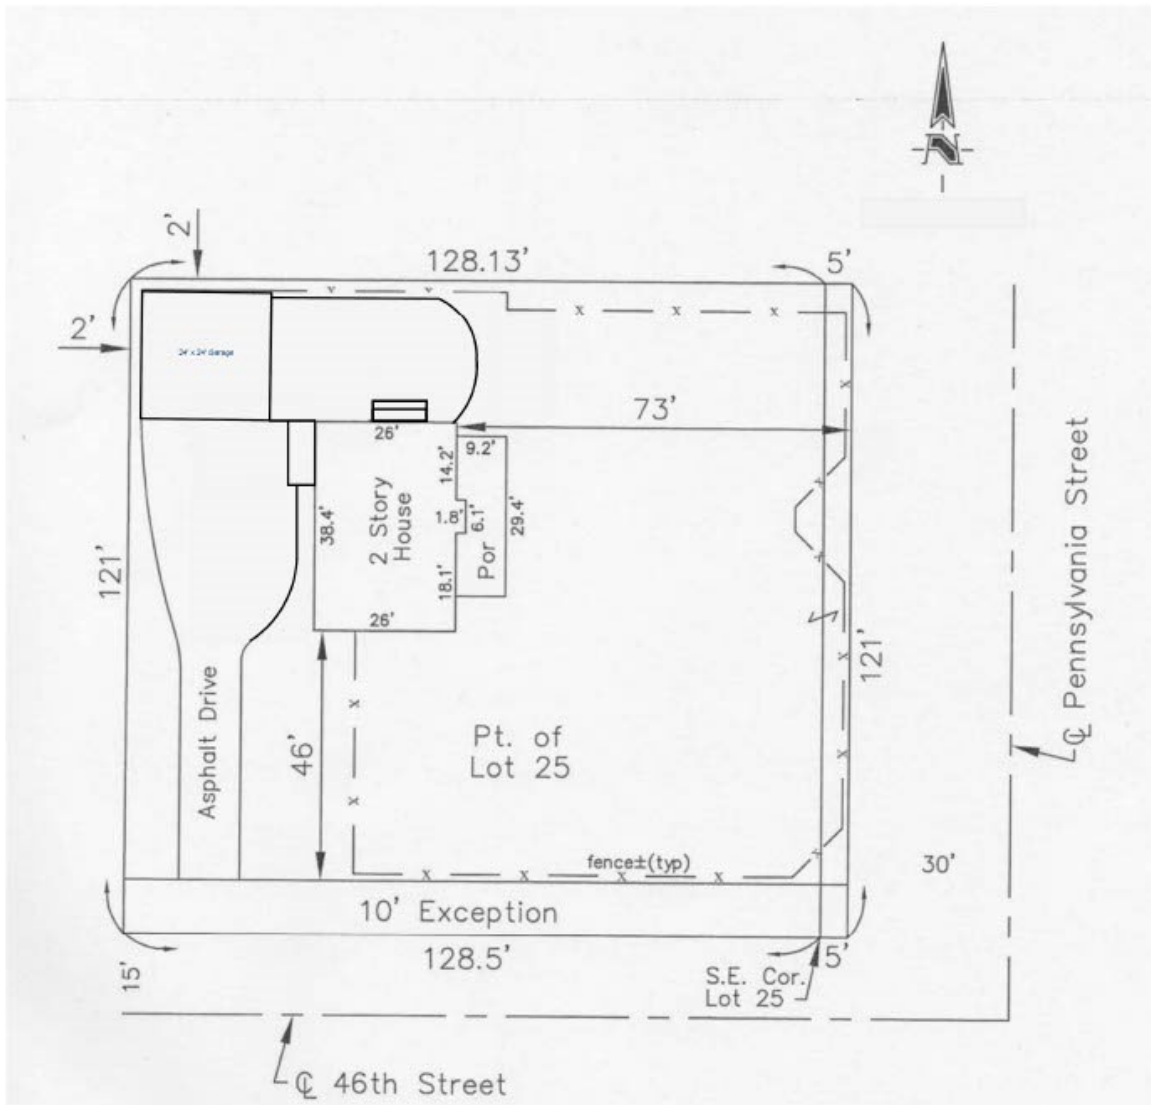 N
2'
128.13'
5'
2'
24' x 24' Garage
73'
26'
9.2'
14.2'
38.4'
2 Story
House
1.8'
6.1'
29.4'
Por
18.1'
26'
121'
121'
Asphalt Drive
46'
Pt. of
Lot 25
℄ Pennsylvania Street
fence±(typ)
30'
10' Exception
128.5'
5'
15'
S.E. Cor.
Lot 25
℄ 46th Street